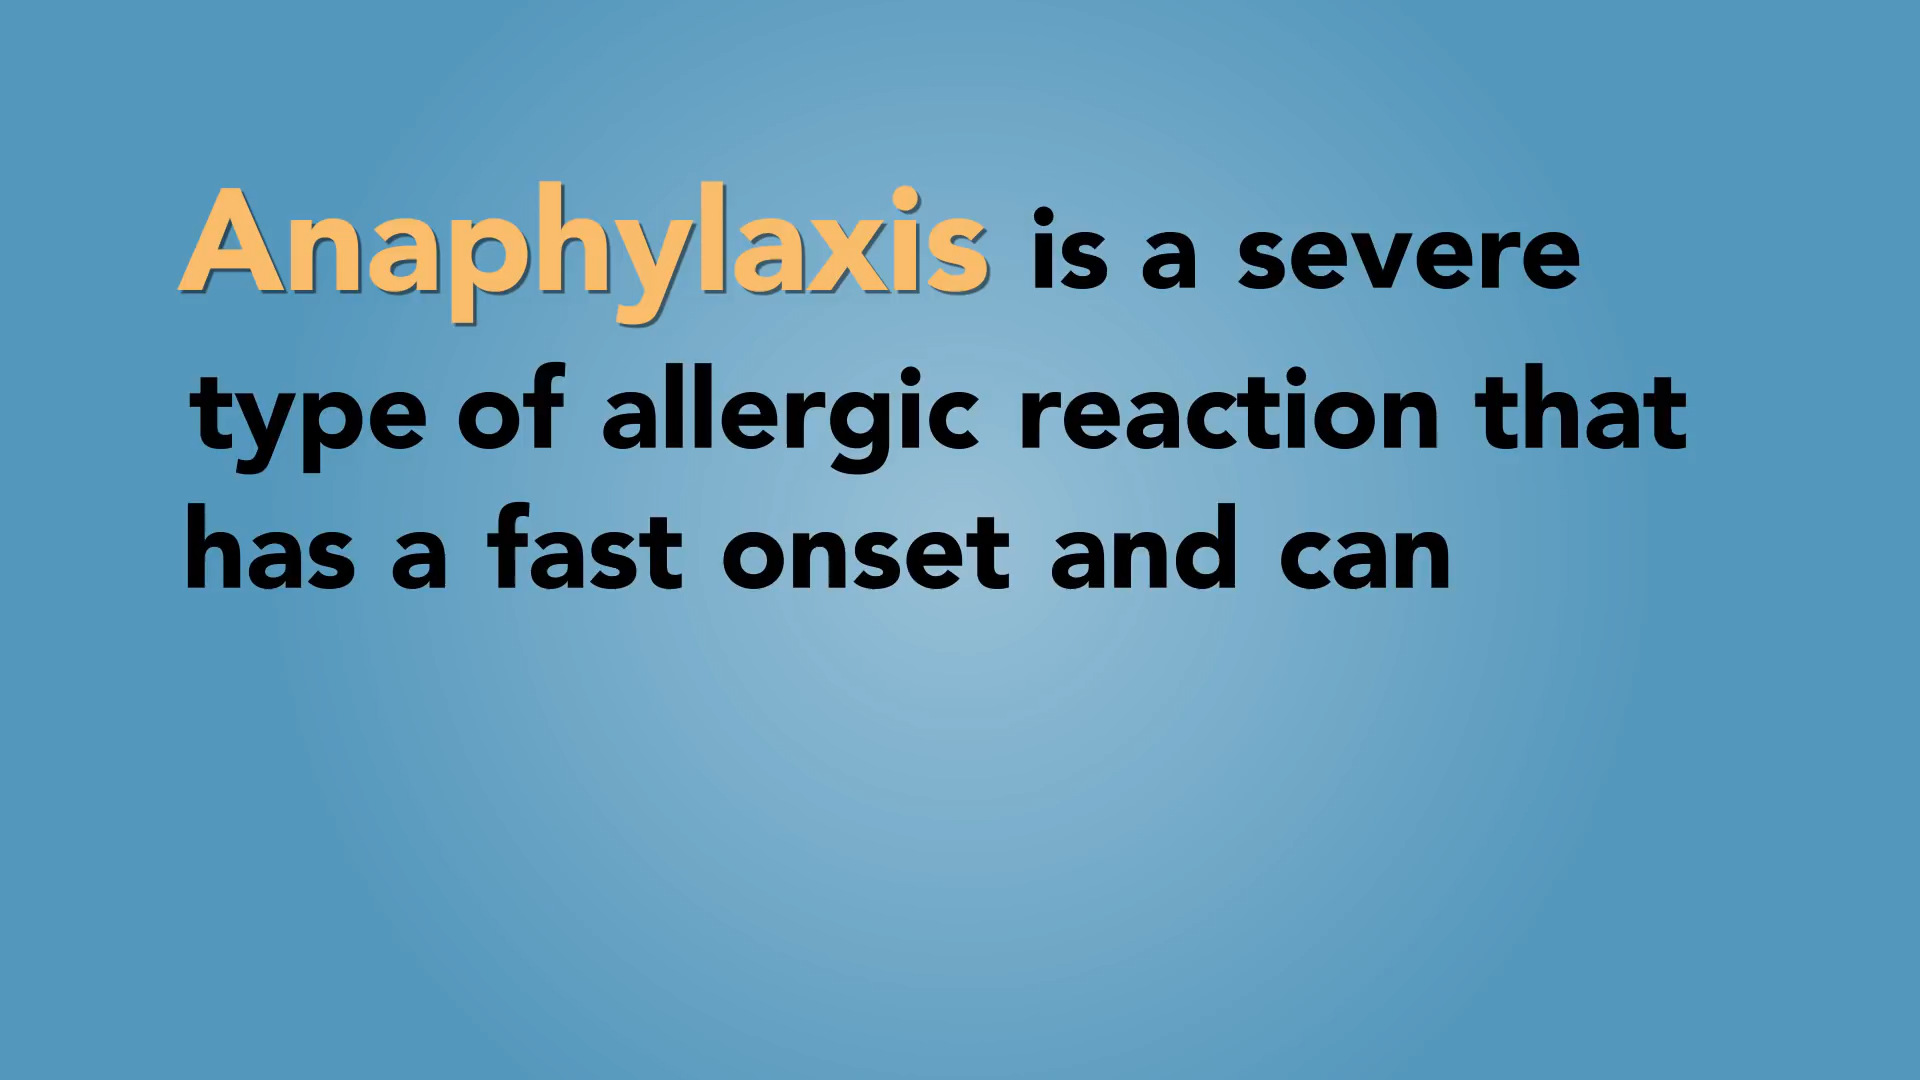 Anaphylaxis is a severe
type of allergic reaction that
has a fast onset and can